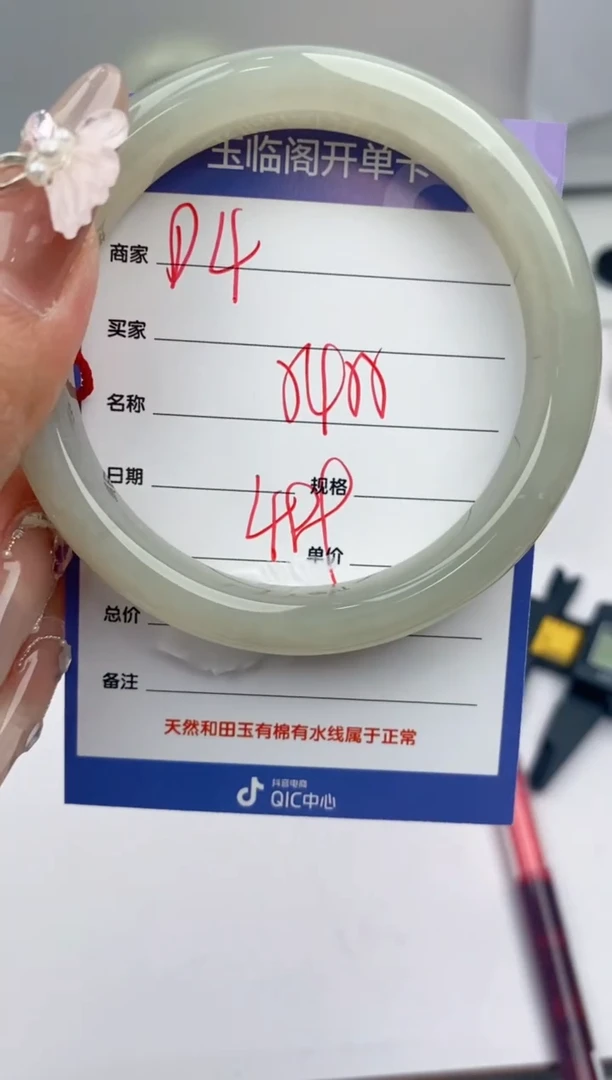 玉临阁开单卡
商家 D4
买家
名称
日期 规格
单价
总价
备注
天然和田玉有棉有水线属于正常
抖音电商
QIC中心